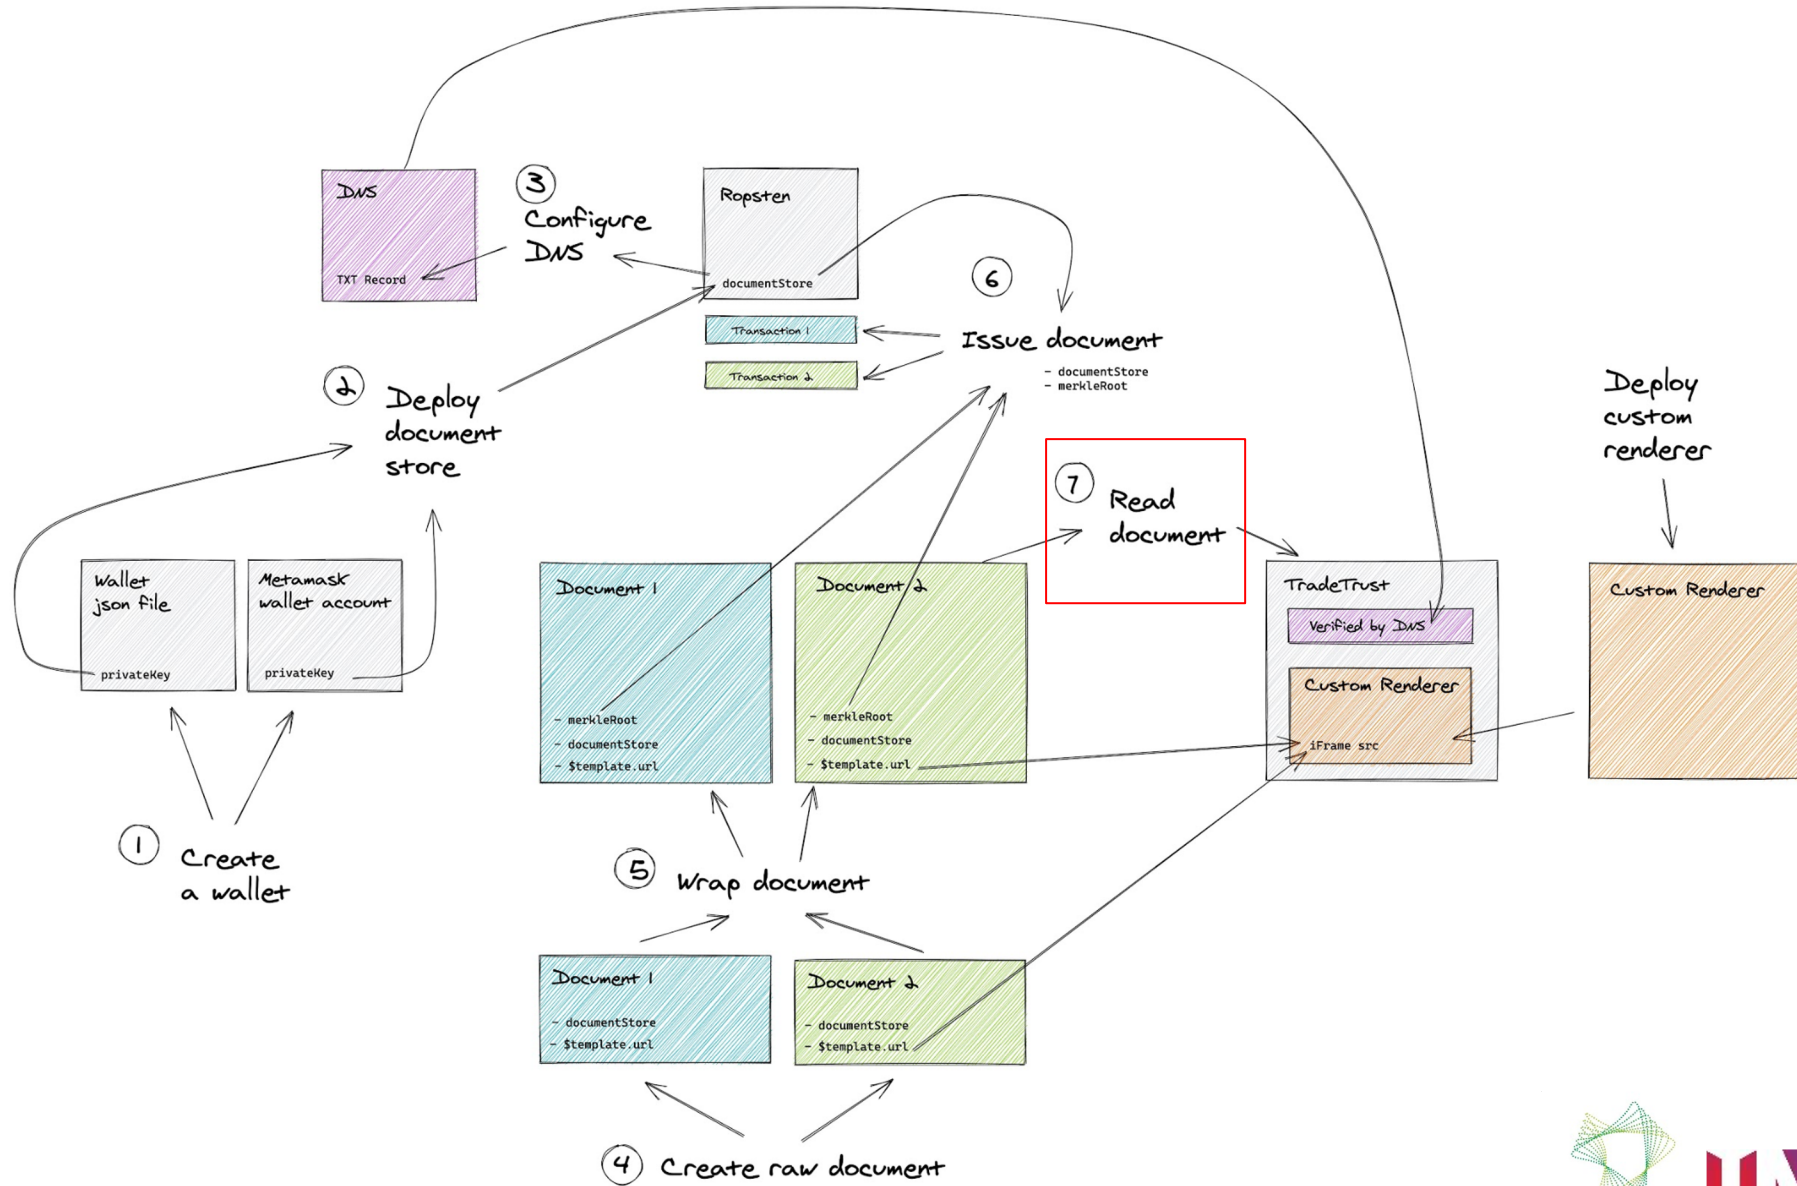 DNS
TXT Record
3
Configure
DNS
Ropsten
documentStore
Transaction 1
Transaction 2
6
Issue document
- documentStore
- merkleRoot
2
Deploy
document
store
Deploy
custom
renderer
7
Read
document
Wallet
json file
privateKey
Metamask
wallet account
privateKey
Document 1
- merkleRoot
- documentStore
- $template.url
Document 2
- merkleRoot
- documentStore
- $template.url
TradeTrust
Verified by DNS
Custom Renderer
iFrame src
Custom Renderer
1
Create
a wallet
5
Wrap document
Document 1
- documentStore
- $template.url
Document 2
- documentStore
- $template.url
4
Create raw document